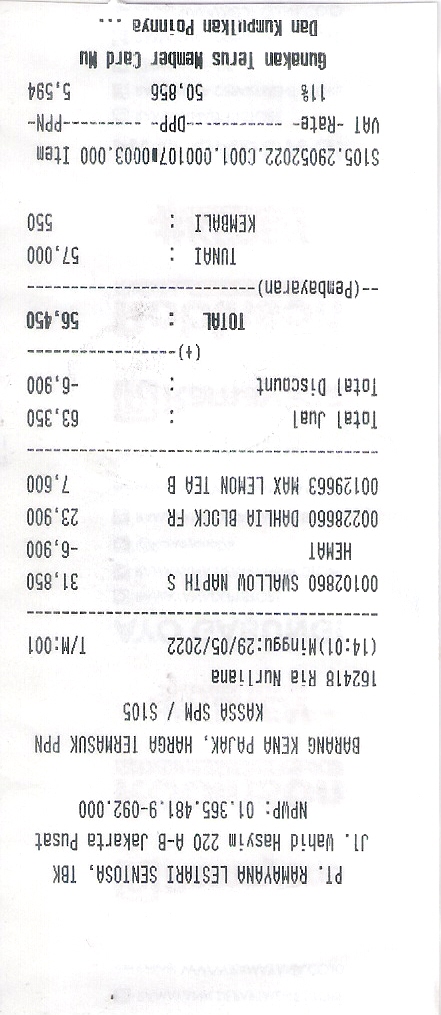 PT. RAMAYANA LESTARI SENTOSA, TBK
Jl. Wahid Hasyim 220 A-B Jakarta Pusat
NPWP: 01.365.481.9-092.000
BARANG KENA PAJAK, HARGA TERMASUK PPN
KASSA SPM / S105
162418 Ria Nurliana
(14:01)Minggu:29/05/2022 T/M:001
00102860 SWALLOW NAPTH S 31,850
HEMAT -6,900
00228660 DAHLIA BLOCK FR 23,900
00129663 MAX LEMON TEA B 7,600
Total Jual : 63,350
Total Discount : -6,900
(+)-----------------
TOTAL : 56,450
--(Pembayaran)--------------------------
TUNAI : 57,000
KEMBALI : 550
S105.29052022.C001.000107∎0003.000 Item
VAT -Rate- -----------DPP- ---------PPN-
11% 50,856 5,594
Gunakan Terus Member Card Mu
Dan Kumpulkan Poinnya ...